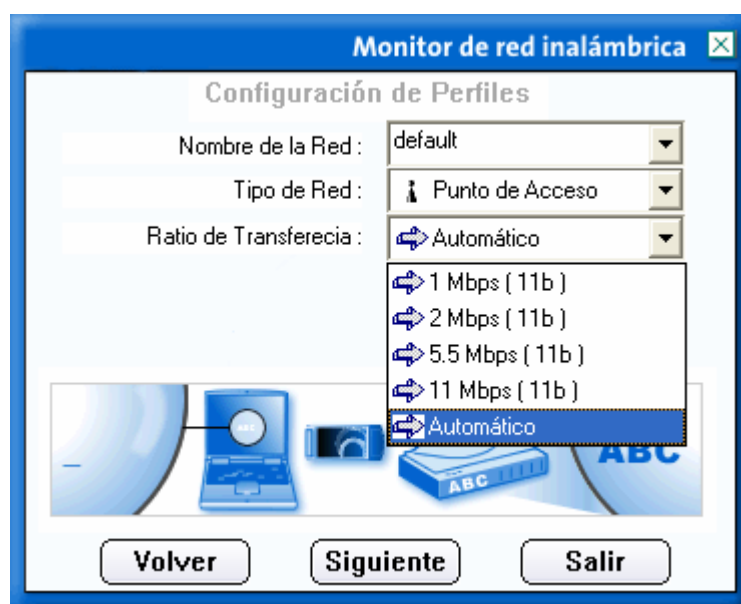 Monitor de red inalámbrica
Configuración de Perfiles
Nombre de la Red : default
Tipo de Red : Punto de Acceso
Ratio de Transferecia : Automático
1 Mbps ( 11b )
2 Mbps ( 11b )
5.5 Mbps ( 11b )
11 Mbps ( 11b )
Automático
ABC
ABC
ABC
Volver Siguiente Salir